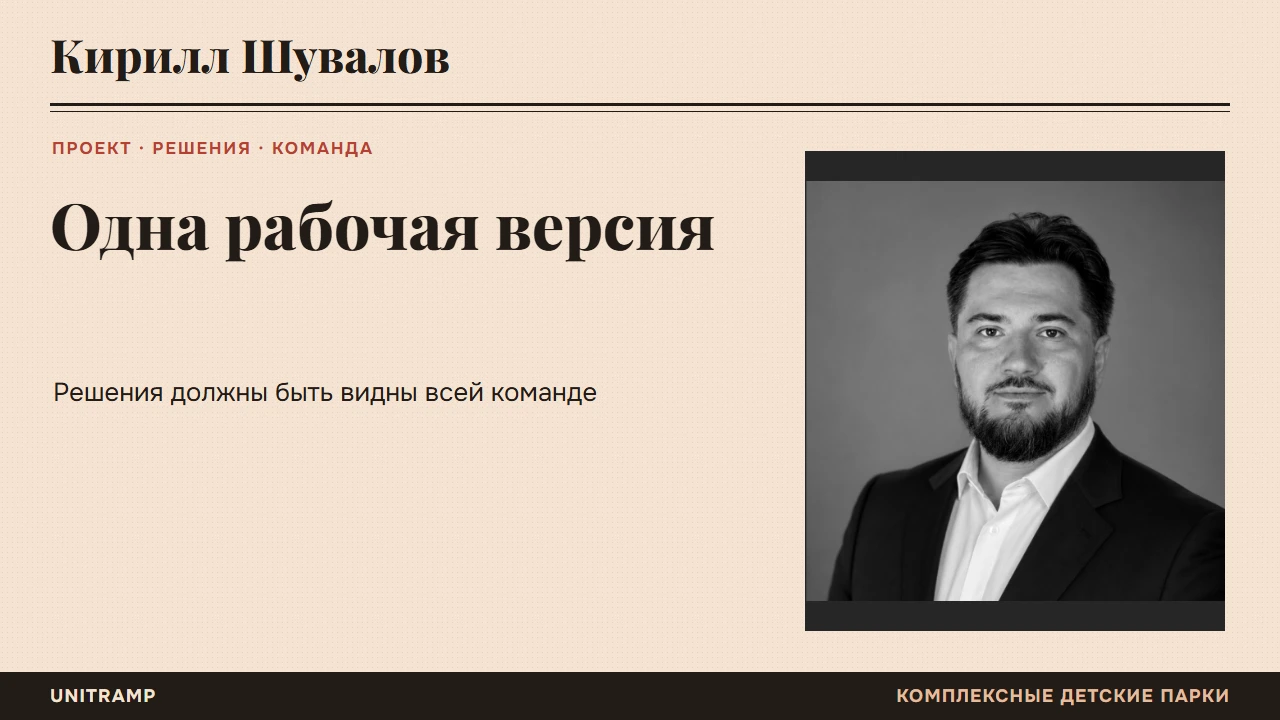 Кирилл Шувалов
ПРОЕКТ · РЕШЕНИЯ · КОМАНДА
Одна рабочая версия
Решения должны быть видны всей команде
UNITRAMP
КОМПЛЕКСНЫЕ ДЕТСКИЕ ПАРКИ